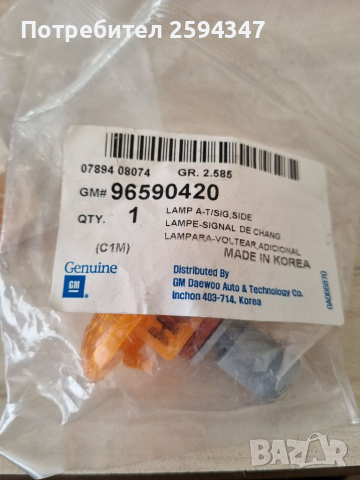 Потребител 2594347
07894 08074 GR. 2.585
GM# 96590420
QTY. 1 LAMP A-T/SIG,SIDE
LAMPE-SIGNAL DE CHANG
LAMPARA-VOLTEAR,ADICIONAL
(C1M) MADE IN KOREA
Genuine
GM
Distributed By
GM Daewoo Auto & Technology Co.
Inchon 403-714, Korea
BAZAR